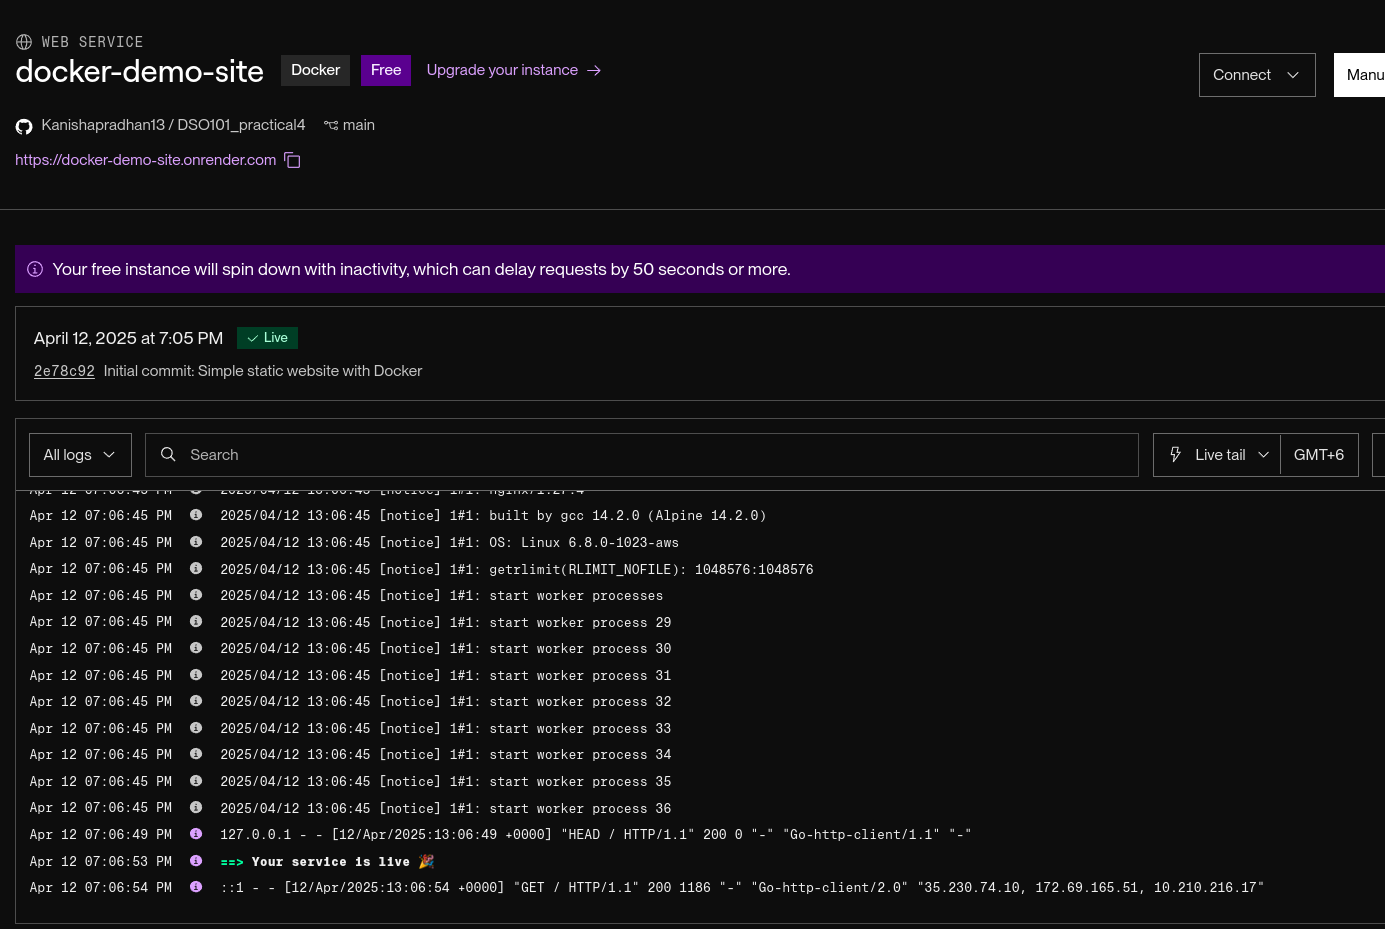 WEB SERVICE
docker-demo-site Docker Free Upgrade your instance →
Connect
Manu
Kanishapradhan13 / DSO101_practical4 main
https://docker-demo-site.onrender.com
Your free instance will spin down with inactivity, which can delay requests by 50 seconds or more.
April 12, 2025 at 7:05 PM Live
2e78c92 Initial commit: Simple static website with Docker
All logs Search Live tail GMT+6
Apr 12 07:06:45 PM 2025/04/12 13:06:45 [notice] 1#1: nginx/1.27.4
Apr 12 07:06:45 PM 2025/04/12 13:06:45 [notice] 1#1: built by gcc 14.2.0 (Alpine 14.2.0)
Apr 12 07:06:45 PM 2025/04/12 13:06:45 [notice] 1#1: OS: Linux 6.8.0-1023-aws
Apr 12 07:06:45 PM 2025/04/12 13:06:45 [notice] 1#1: getrlimit(RLIMIT_NOFILE): 1048576:1048576
Apr 12 07:06:45 PM 2025/04/12 13:06:45 [notice] 1#1: start worker processes
Apr 12 07:06:45 PM 2025/04/12 13:06:45 [notice] 1#1: start worker process 29
Apr 12 07:06:45 PM 2025/04/12 13:06:45 [notice] 1#1: start worker process 30
Apr 12 07:06:45 PM 2025/04/12 13:06:45 [notice] 1#1: start worker process 31
Apr 12 07:06:45 PM 2025/04/12 13:06:45 [notice] 1#1: start worker process 32
Apr 12 07:06:45 PM 2025/04/12 13:06:45 [notice] 1#1: start worker process 33
Apr 12 07:06:45 PM 2025/04/12 13:06:45 [notice] 1#1: start worker process 34
Apr 12 07:06:45 PM 2025/04/12 13:06:45 [notice] 1#1: start worker process 35
Apr 12 07:06:45 PM 2025/04/12 13:06:45 [notice] 1#1: start worker process 36
Apr 12 07:06:49 PM 127.0.0.1 - - [12/Apr/2025:13:06:49 +0000] "HEAD / HTTP/1.1" 200 0 "-" "Go-http-client/1.1" "-"
Apr 12 07:06:53 PM ==> Your service is live 🎉
Apr 12 07:06:54 PM ::1 - - [12/Apr/2025:13:06:54 +0000] "GET / HTTP/1.1" 200 1186 "-" "Go-http-client/2.0" "35.230.74.10, 172.69.165.51, 10.210.216.17"